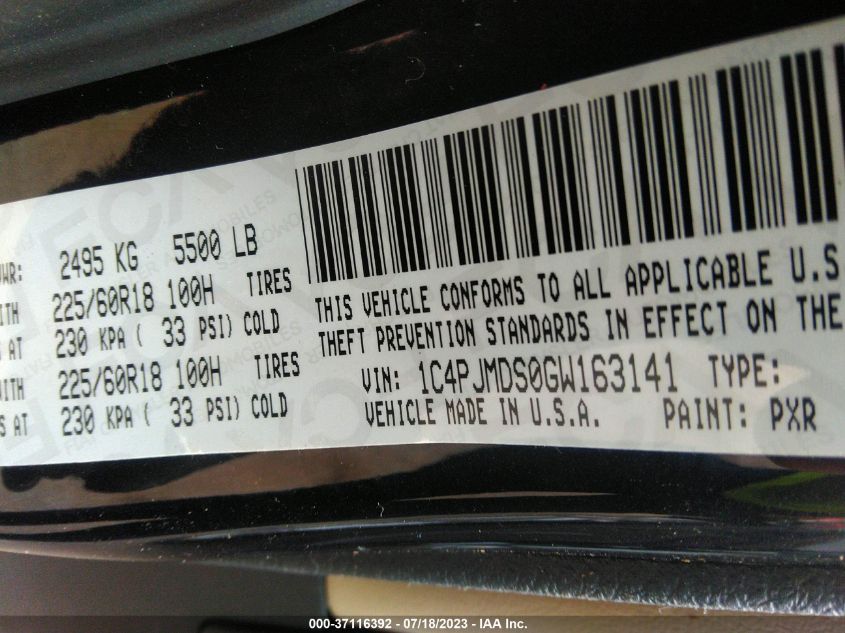 2495 KG 5500 LB
225/60R18 100H TIRES
230 KPA ( 33 PSI) COLD
225/60R18 100H TIRES
230 KPA ( 33 PSI) COLD
THIS VEHICLE CONFORMS TO ALL APPLICABLE U.S
THEFT PREVENTION STANDARDS IN EFFECT ON THE
VIN: 1C4PJMDS0GW163141 TYPE:
VEHICLE MADE IN U.S.A. PAINT: PXR
000-37116392 - 07/18/2023 - IAA Inc.